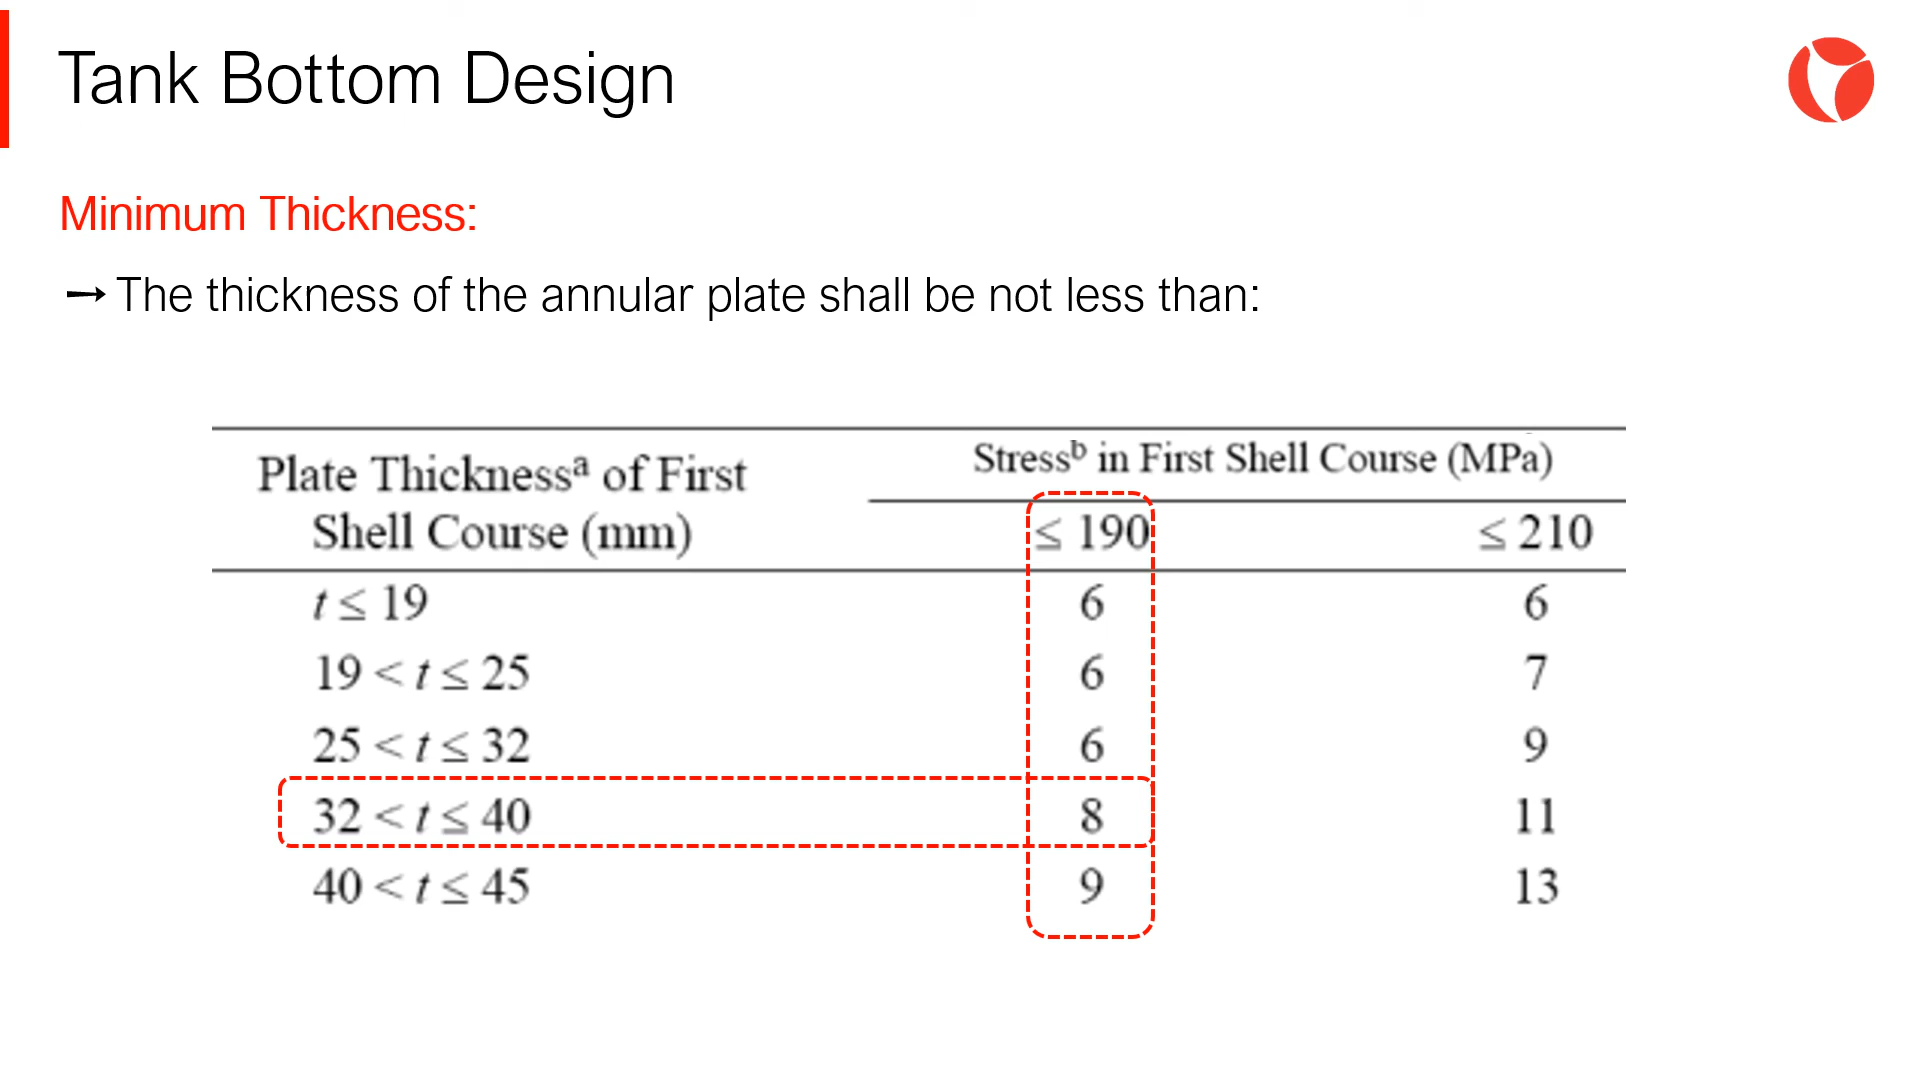 Tank Bottom Design
Minimum Thickness:
→ The thickness of the annular plate shall be not less than:
Plate Thicknessᵃ of First Shell Course (mm)
Stressᵇ in First Shell Course (MPa)
≤ 190 ≤ 210
t ≤ 19 6 6
19 < t ≤ 25 6 7
25 < t ≤ 32 6 9
32 < t ≤ 40 8 11
40 < t ≤ 45 9 13